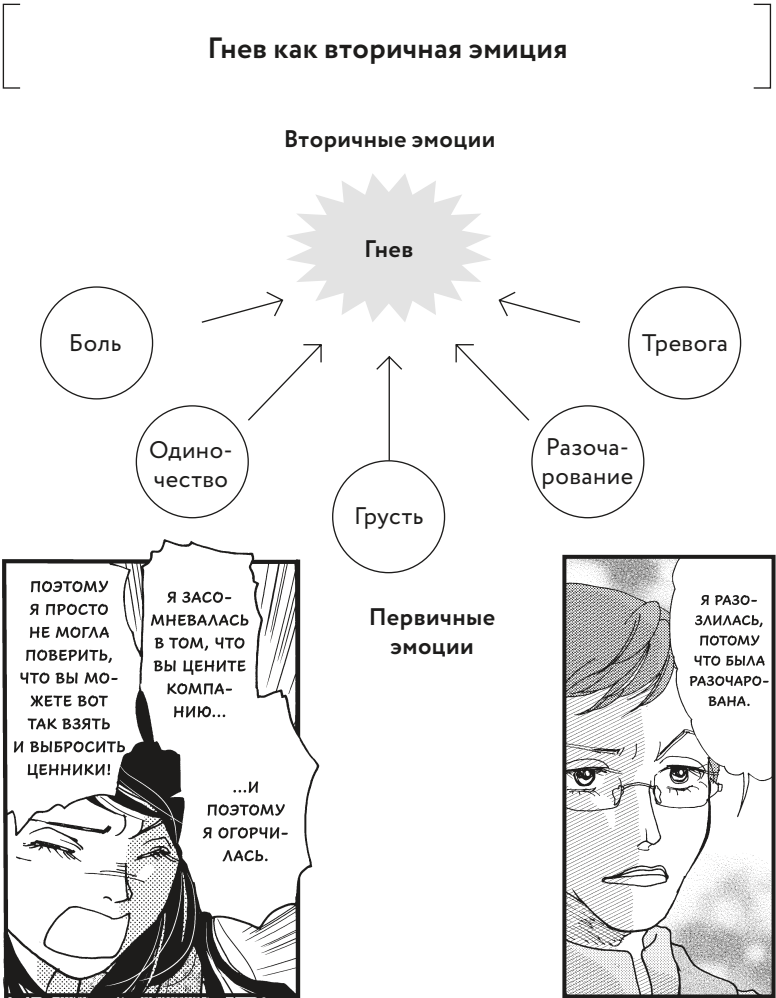 Гнев как вторичная эмиция
Вторичные эмоции
Гнев
Боль
Тревога
Одино-
чество
Разоча-
рование
Грусть
Первичные
эмоции
ПОЭТОМУ
Я ПРОСТО
НЕ МОГЛА
ПОВЕРИТЬ,
ЧТО ВЫ МО-
ЖЕТЕ ВОТ
ТАК ВЗЯТЬ
И ВЫБРОСИТЬ
ЦЕННИКИ!
Я ЗАСО-
МНЕВАЛАСЬ
В ТОМ, ЧТО
ВЫ ЦЕНИТЕ
КОМПА-
НИЮ...
...И
ПОЭТОМУ
Я ОГОРЧИ-
ЛАСЬ.
Я РАЗО-
ЗЛИЛАСЬ,
ПОТОМУ
ЧТО БЫЛА
РАЗОЧАРО-
ВАНА.